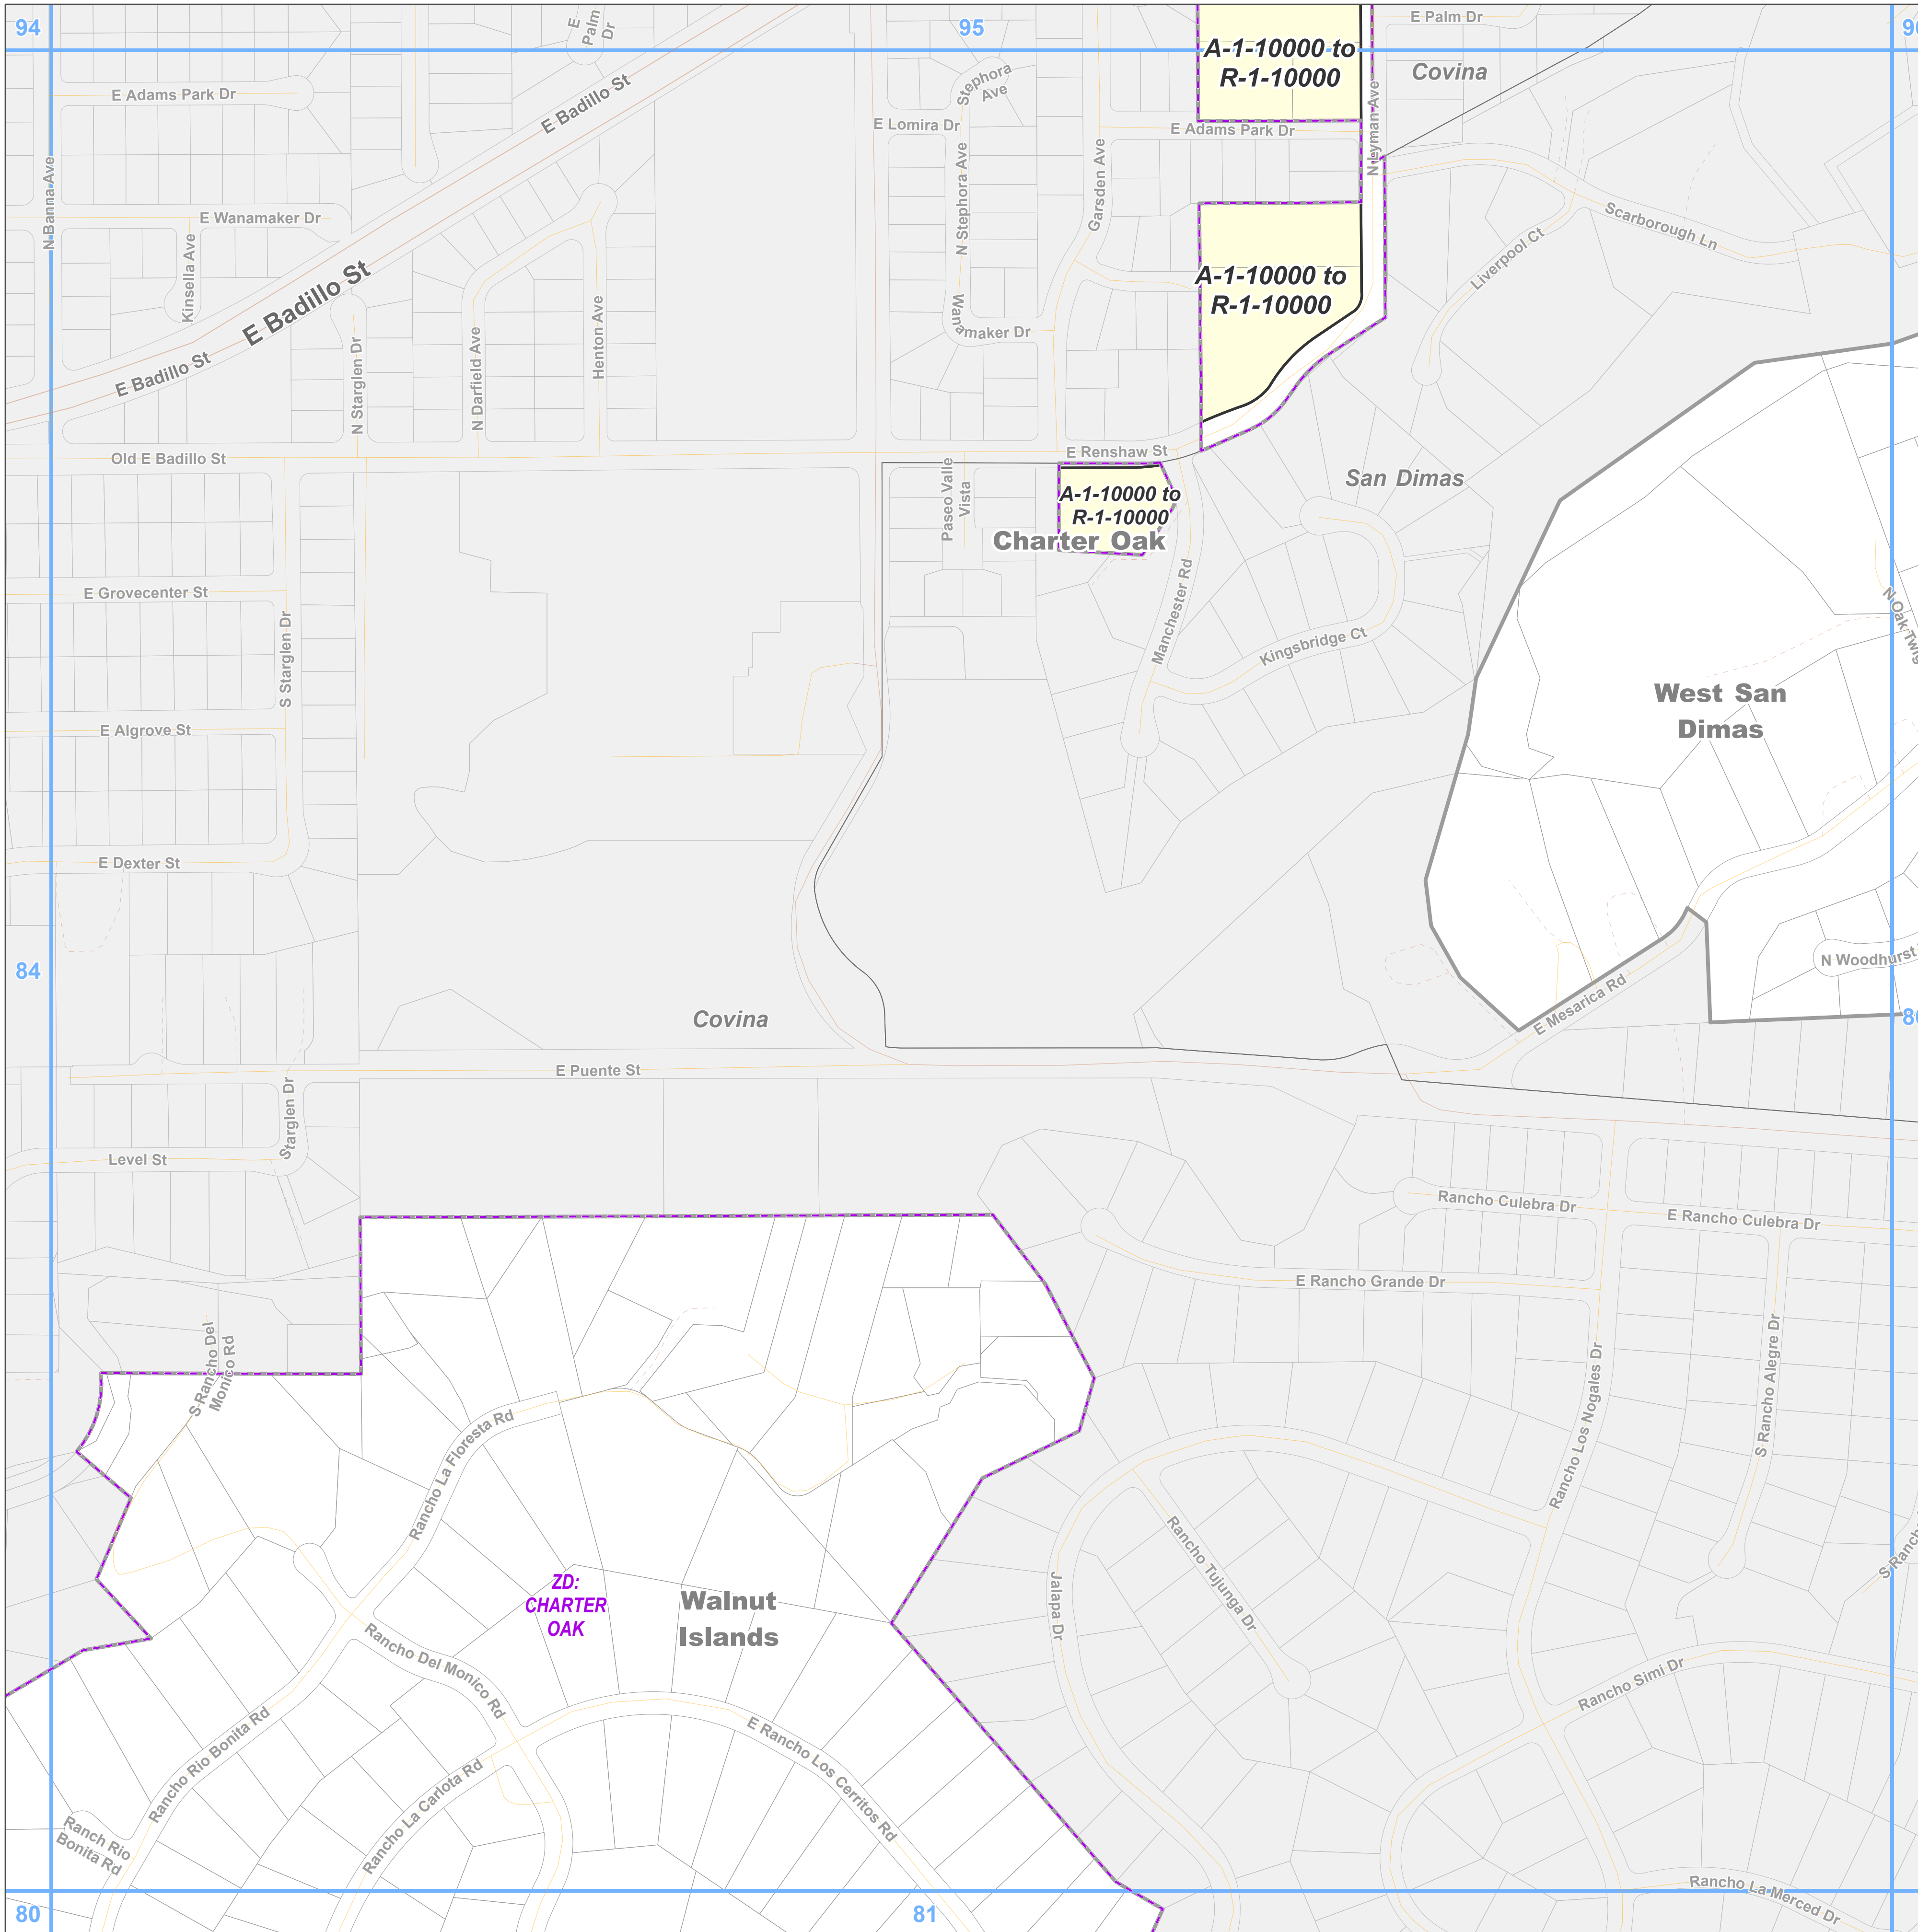 94
95
E Palm
Dr
E Palm Dr
A-1-10000 to
R-1-10000
Covina
E Adams Park Dr
E Badillo St
Stephora
Ave
N Lyman Ave
E Lomira Dr
E Adams Park Dr
N Banna Ave
N Stephora Ave
Garsden Ave
E Wanamaker Dr
Kinsella Ave
Scarborough Ln
Liverpool Ct
A-1-10000 to
R-1-10000
E Badillo St
Wana
maker Dr
N Starglen Dr
N Darfield Ave
Henton Ave
E Badillo St
Old E Badillo St
E Renshaw St
Paseo Valle
Vista
San Dimas
A-1-10000 to
R-1-10000
Charter Oak
E Grovecenter St
S Starglen Dr
Manchester Rd
Kingsbridge Ct
N Oak Twig
West San
Dimas
E Algrove St
E Dexter St
84
N Woodhurst
Covina
E Mesarica Rd
E Puente St
Starglen Dr
Level St
Rancho Culebra Dr
E Rancho Culebra Dr
E Rancho Grande Dr
S Rancho Del
Monico Rd
Rancho Los Nogales Dr
S Rancho Alegre Dr
Rancho La Floresta Rd
Rancho Tujunga Dr
S Ranch
Jalapa Dr
ZD:
CHARTER
OAK
Walnut
Islands
Rancho Del Monico Rd
Rancho Simi Dr
Rancho Rio Bonita Rd
E Rancho Los Cerritos Rd
Rancho La Carlota Rd
Ranch Rio
Bonita Rd
Rancho La Merced Dr
80
81